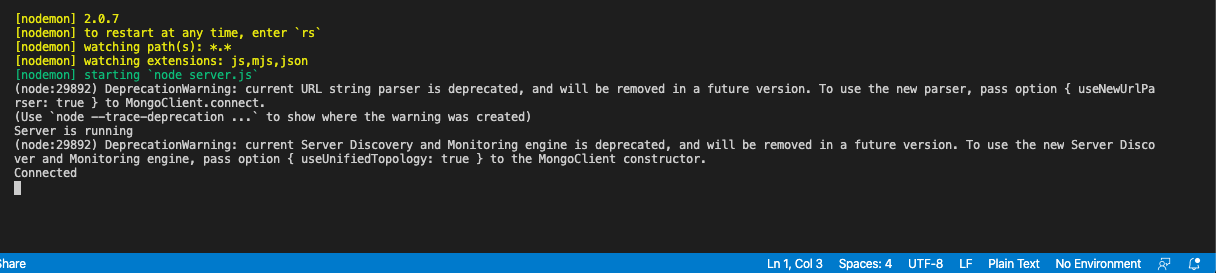 [nodemon] 2.0.7
[nodemon] to restart at any time, enter `rs`
[nodemon] watching path(s): *.*
[nodemon] watching extensions: js,mjs,json
[nodemon] starting `node server.js`
(node:29892) DeprecationWarning: current URL string parser is deprecated, and will be removed in a future version. To use the new parser, pass option { useNewUrlPa
rser: true } to MongoClient.connect.
(Use `node --trace-deprecation ...` to show where the warning was created)
Server is running
(node:29892) DeprecationWarning: current Server Discovery and Monitoring engine is deprecated, and will be removed in a future version. To use the new Server Disco
ver and Monitoring engine, pass option { useUnifiedTopology: true } to the MongoClient constructor.
Connected
Share Ln 1, Col 3 Spaces: 4 UTF-8 LF Plain Text No Environment